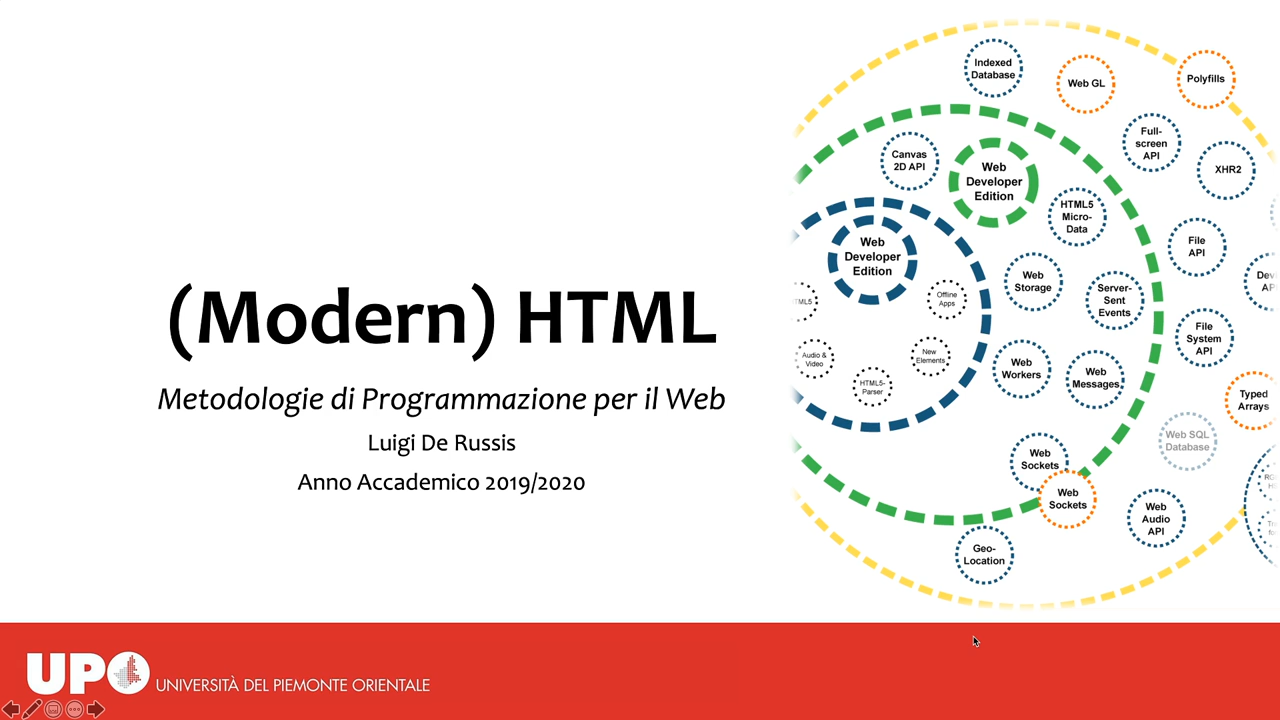 (Modern) HTML
Metodologie di Programmazione per il Web
Luigi De Russis
Anno Accademico 2019/2020
Indexed
Database
Web GL
Polyfills
Full-
screen
API
XHR2
Canvas
2D API
Web
Developer
Edition
HTML5
Micro-
Data
File
API
Web
Developer
Edition
Web
Storage
Server-
Sent
Events
Offline
Apps
File
System
API
Audio &
Video
New
Elements
HTML5-
Parser
Web
Workers
Web
Messages
Typed
Arrays
Web SQL
Database
Web
Sockets
Web
Sockets
Web
Audio
API
Geo-
Location
UPO
UNIVERSITÀ DEL PIEMONTE ORIENTALE